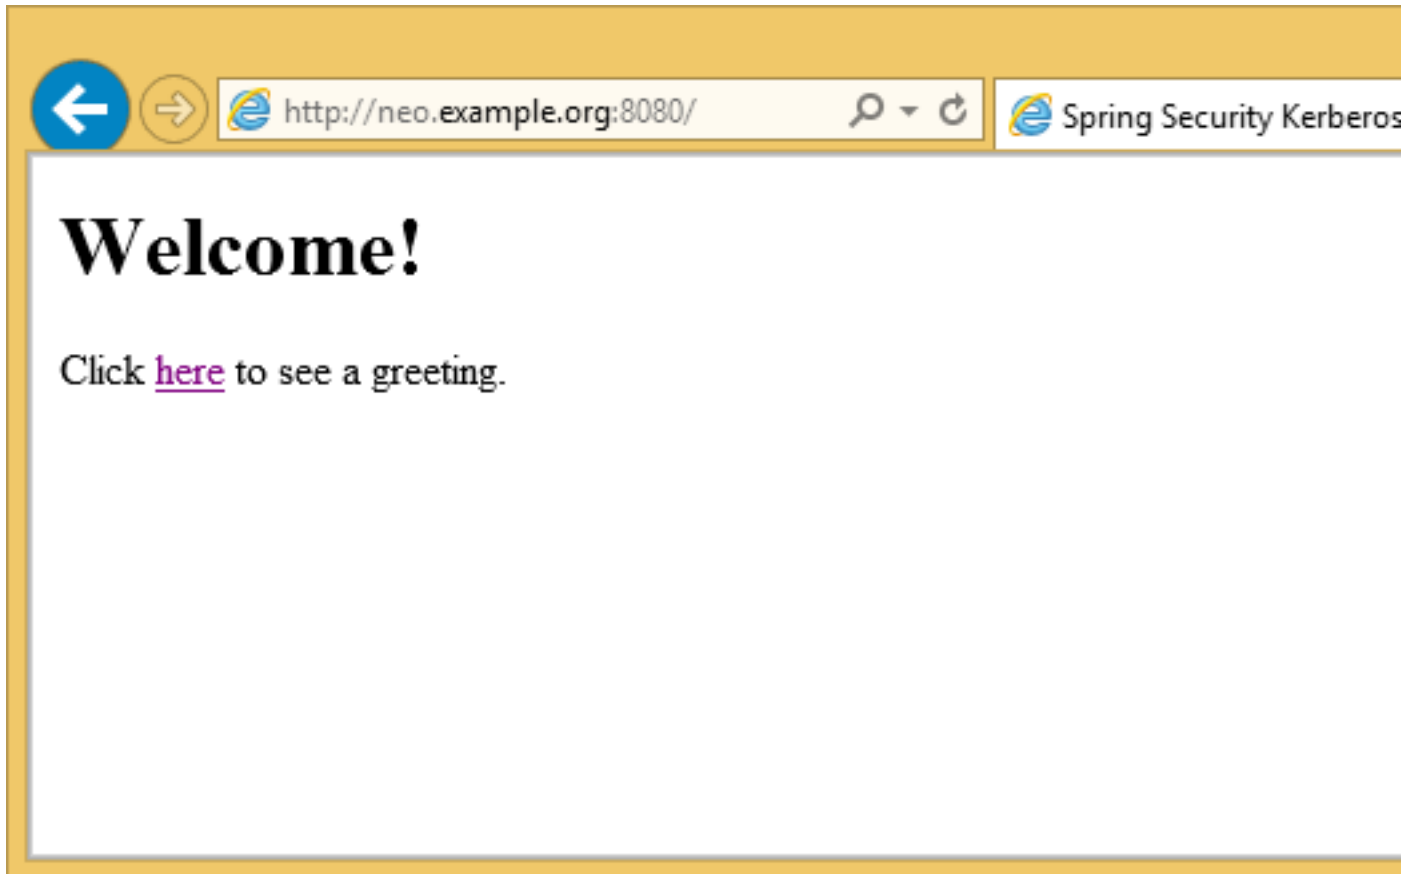 http://neo.example.org:8080/
Spring Security Kerberos
Welcome!
Click here to see a greeting.